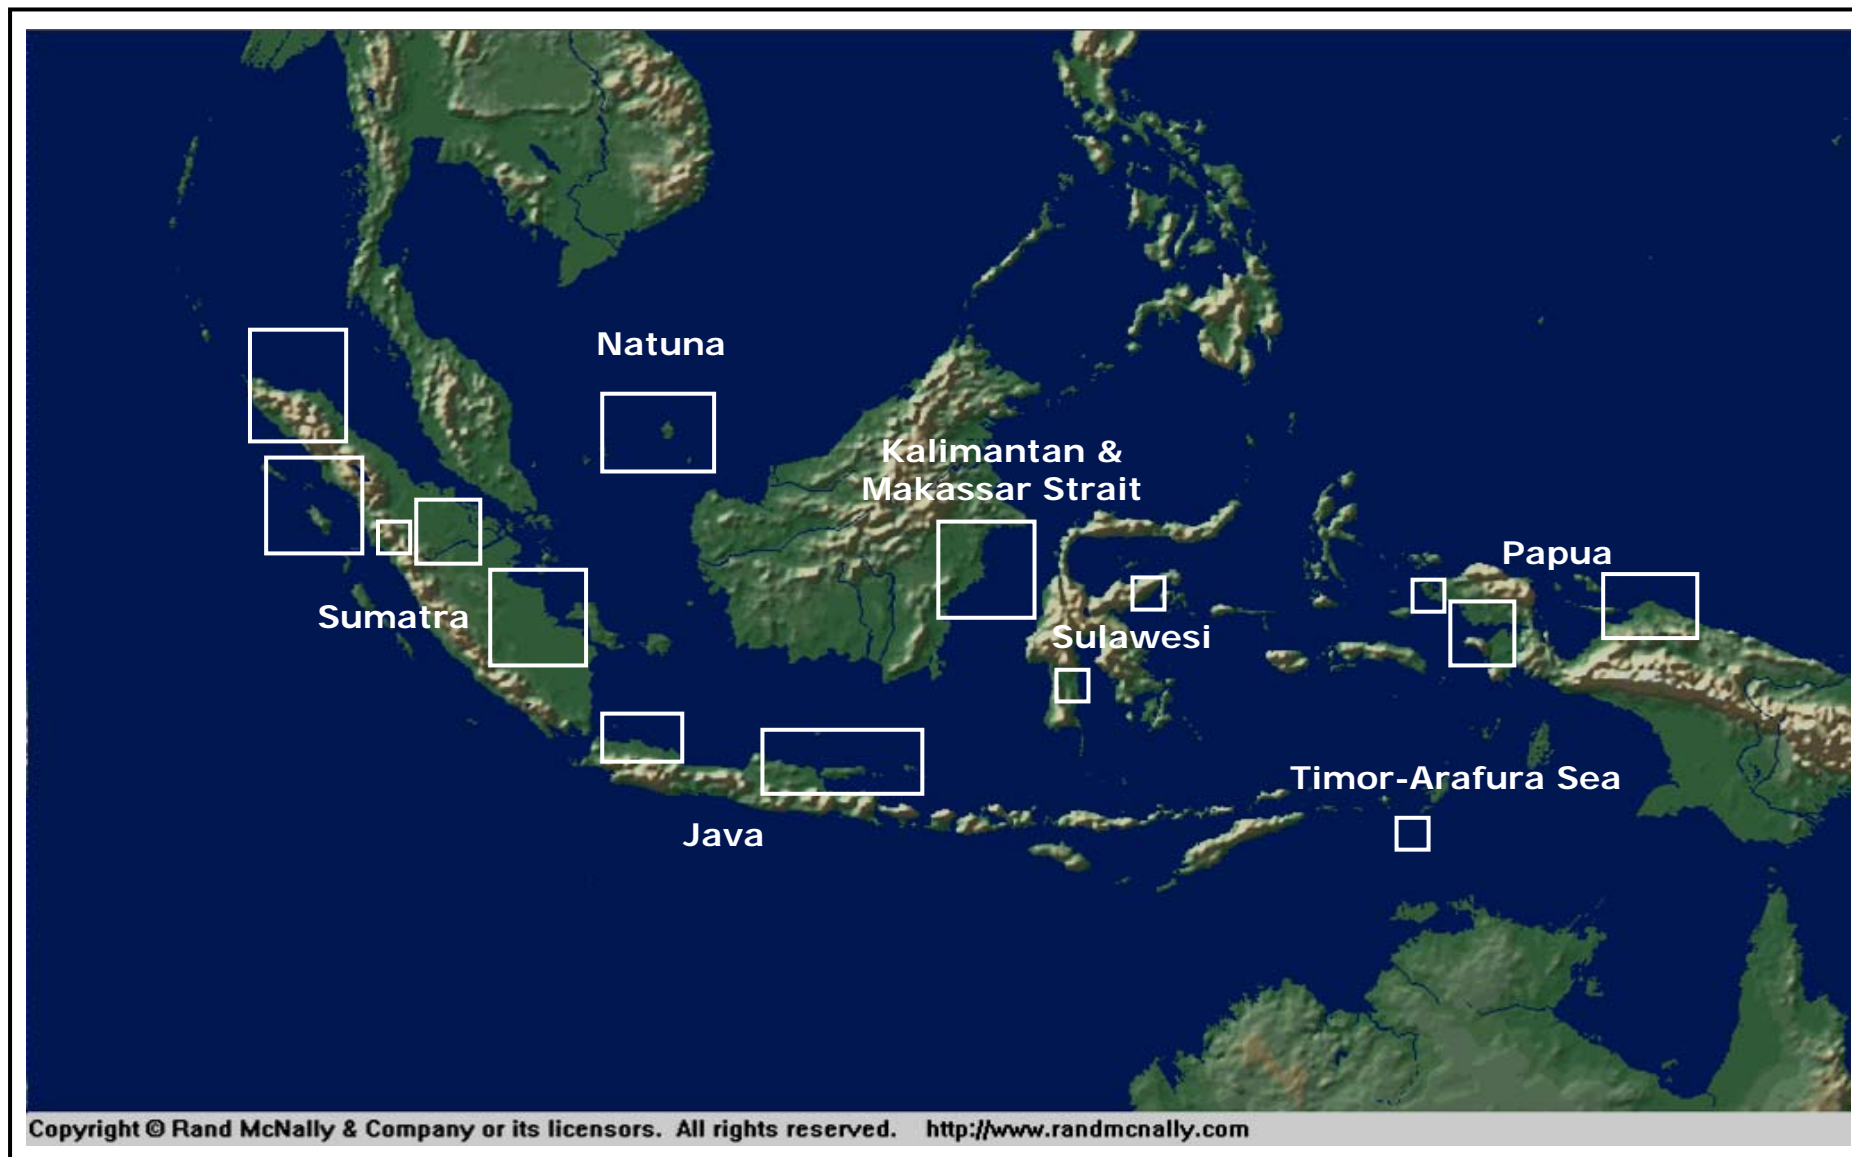 Natuna
Kalimantan &
Makassar Strait
Papua
Sumatra
Sulawesi
Timor-Arafura Sea
Java
Copyright © Rand McNally & Company or its licensors. All rights reserved. http://www.randmcnally.com